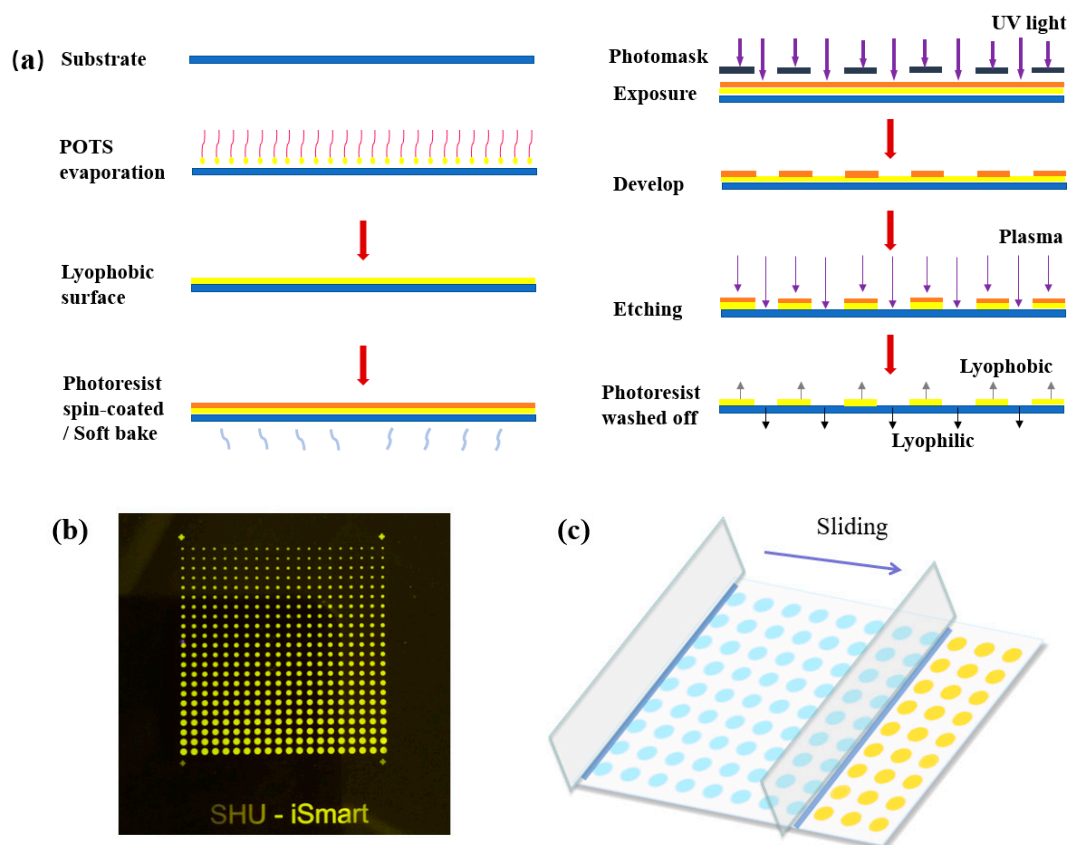 (a)
Substrate
POTS
evaporation
Lyophobic
surface
Photoresist
spin-coated
/ Soft bake
UV light
Photomask
Exposure
Develop
Plasma
Etching
Lyophobic
Photoresist
washed off
Lyophilic
(b)
SHU - iSmart
(c)
Sliding